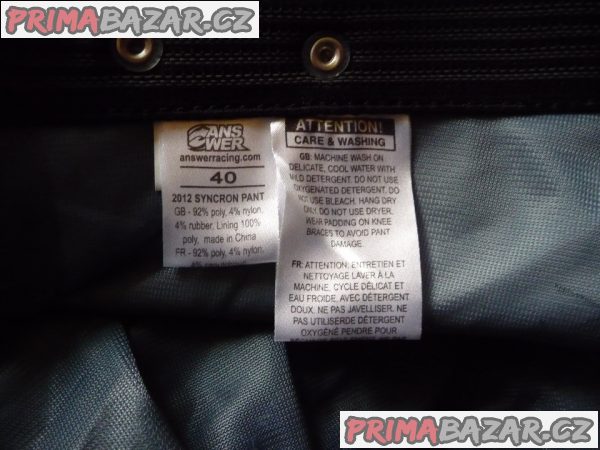 PRIMABAZAR.CZ
ANS
WER
answerracing.com
40
2012 SYNCRON PANT
GB - 92% poly, 4% nylon,
4% rubber. Lining 100%
poly, made in China
FR - 92% poly, 4% nylon,
ATTENTION!
CARE & WASHING
GB: MACHINE WASH ON
DELICATE, COOL WATER WITH
MILD DETERGENT. DO NOT USE
OXYGENATED DETERGENT. DO
NOT USE BLEACH. HANG DRY
ONLY. DO NOT USE DRYER.
WEAR PADDING ON KNEE
BRACES TO AVOID PANT
DAMAGE.
FR: ATTENTION: ENTRETIEN ET
NETTOYAGE LAVER À LA
MACHINE, CYCLE DÉLICAT ET
EAU FROIDE, AVEC DÉTERGENT
DOUX. NE PAS JAVELLISER. NE
PAS UTILISERDE DÉTERGENT
OXYGÉNÉ PENDRE POUR
PRIMABAZAR.CZ